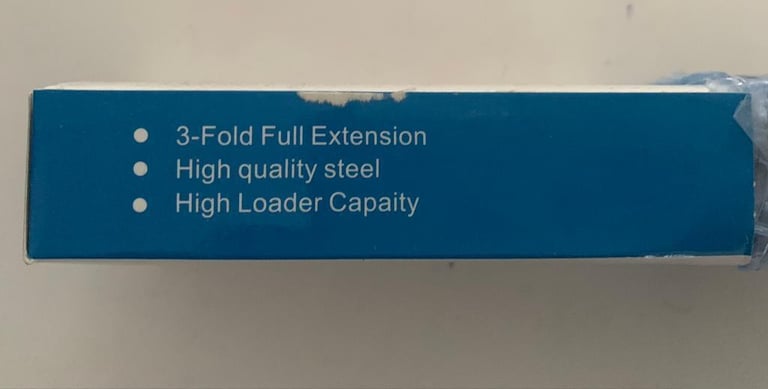 ● 3-Fold Full Extension
● High quality steel
● High Loader Capaity